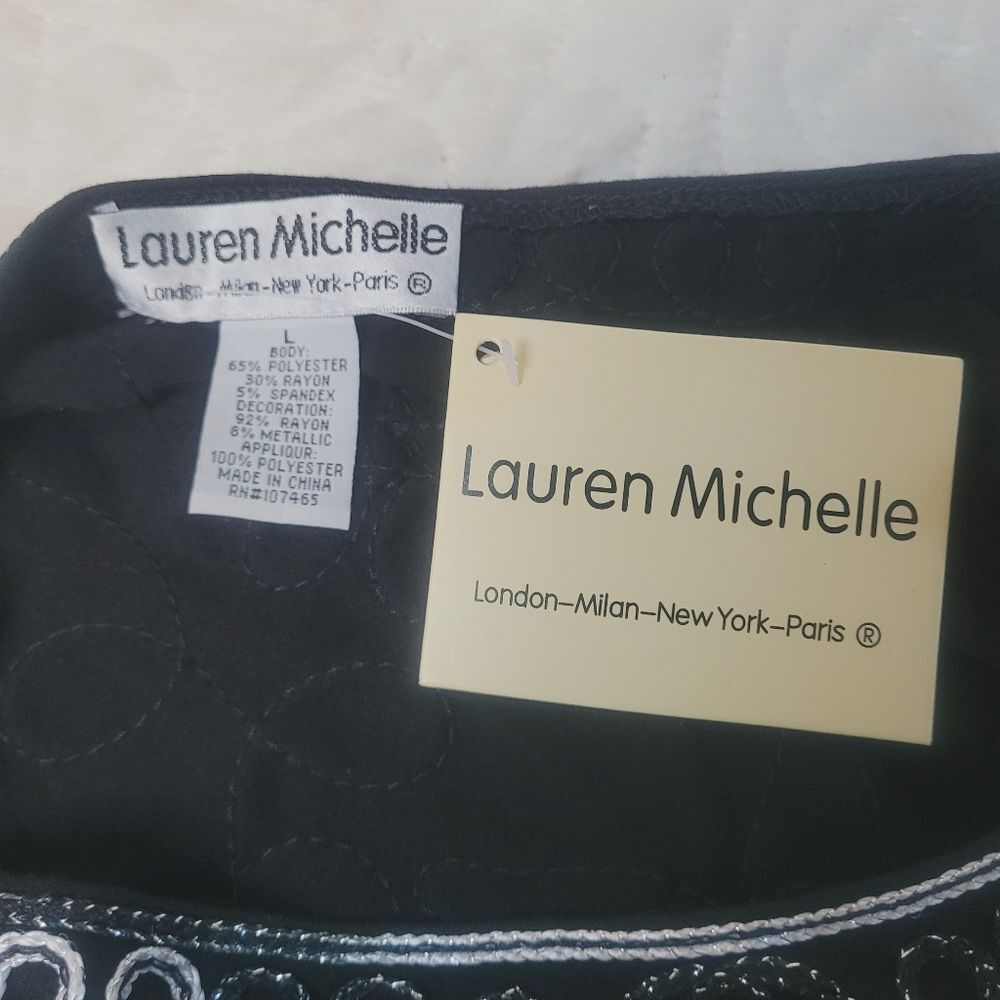 Lauren Michelle
London-Milan-New York-Paris ®
L
BODY:
65% POLYESTER
30% RAYON
5% SPANDEX
DECORATION:
92% RAYON
8% METALLIC
APPLIQUR:
100% POLYESTER
MADE IN CHINA
RN#107465
Lauren Michelle
London–Milan–New York–Paris ®